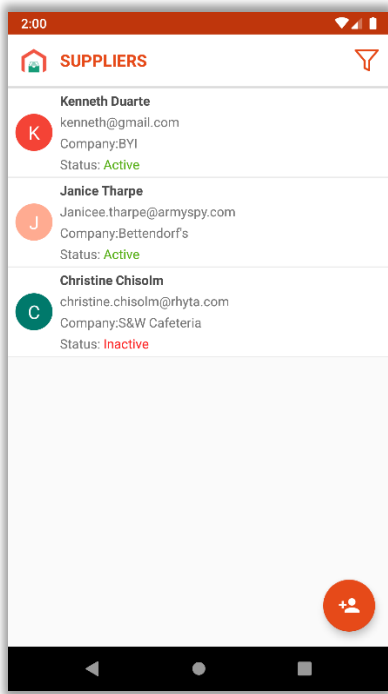 2:00
SUPPLIERS
Kenneth Duarte
K
kenneth@gmail.com
Company:BYI
Status: Active
Janice Tharpe
J
Janicee.tharpe@armyspy.com
Company:Bettendorf's
Status: Active
Christine Chisolm
C
christine.chisolm@rhyta.com
Company:S&W Cafeteria
Status: Inactive